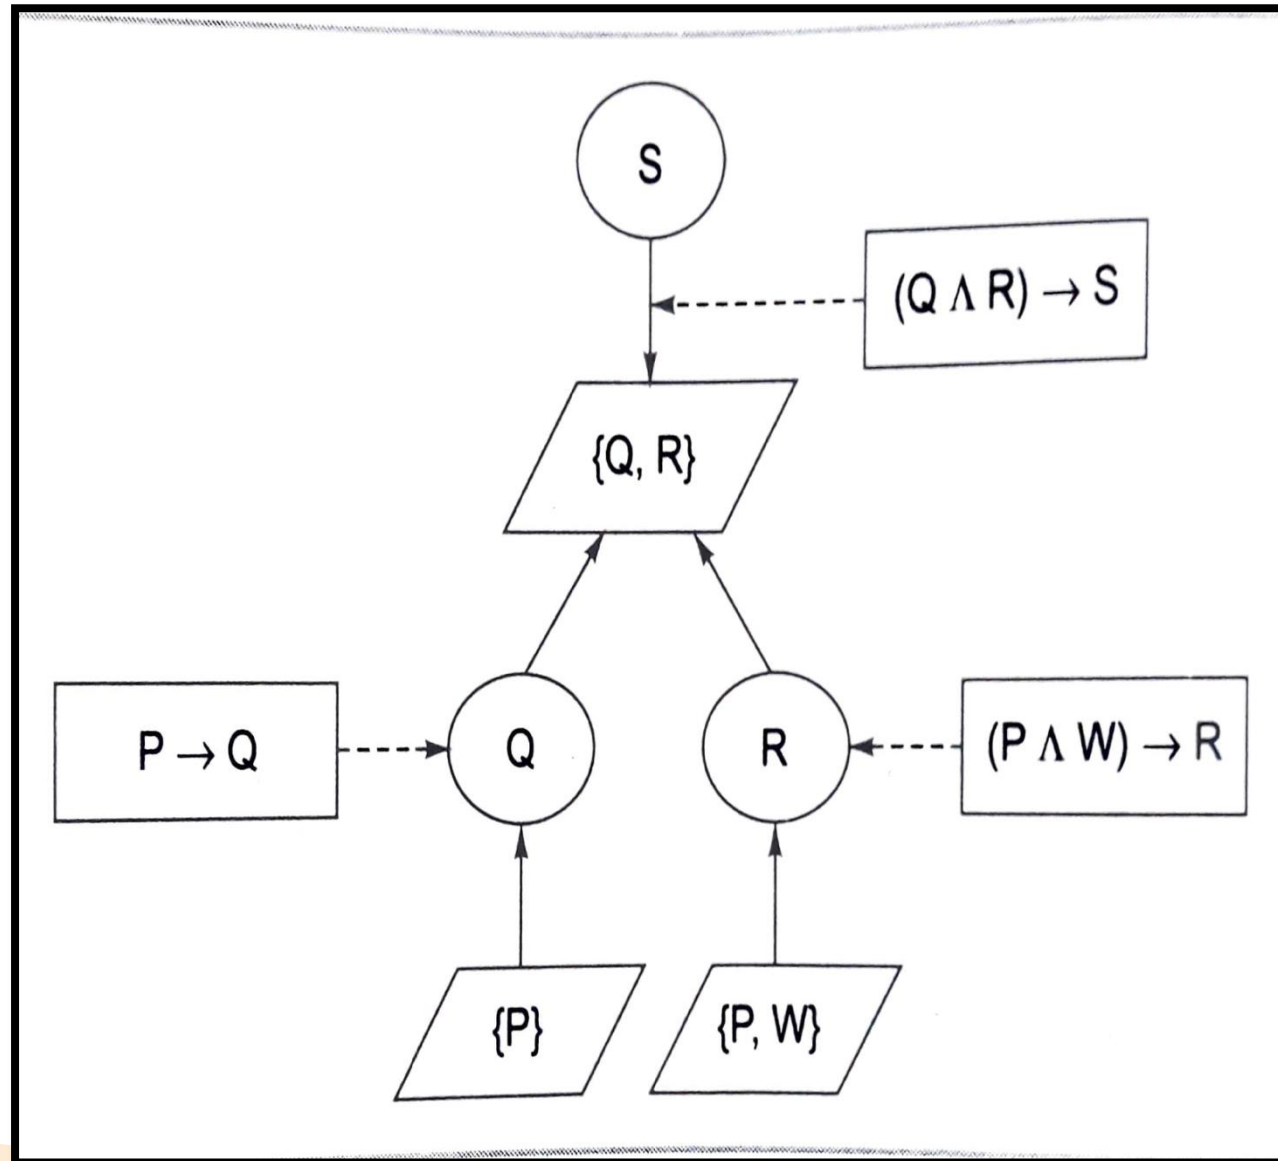 S
(Q Λ R) → S
{Q, R}
P → Q
Q
R
(P Λ W) → R
{P}
{P, W}